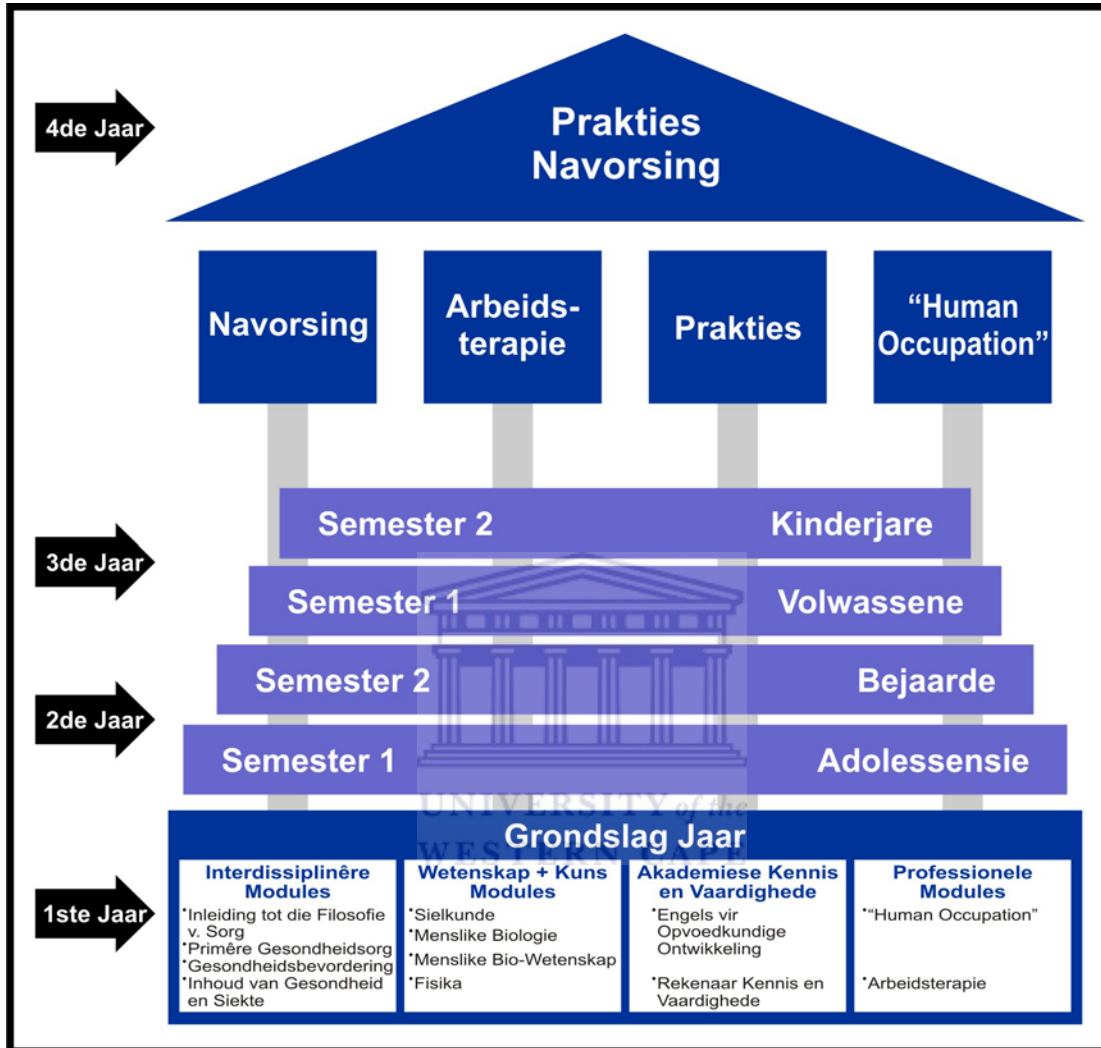 4de Jaar
Prakties
Navorsing
Navorsing
Arbeids-
terapie
Prakties
“Human
Occupation”
3de Jaar
Semester 2 Kinderjare
Semester 1 Volwassene
2de Jaar
Semester 2 Bejaarde
Semester 1 Adolessensie
UNIVERSITY of the
WESTERN CAPE
Grondslag Jaar
1ste Jaar
Interdissiplinêre
Modules
•Inleiding tot die Filosofie
v. Sorg
•Primêre Gesondheidsorg
•Gesondheidsbevordering
•Inhoud van Gesondheid
en Siekte
Wetenskap + Kuns
Modules
•Sielkunde
•Menslike Biologie
•Menslike Bio-Wetenskap
•Fisika
Akademiese Kennis
en Vaardighede
•Engels vir
Opvoedkundige
Ontwikkeling
•Rekenaar Kennis en
Vaardighede
Professionele
Modules
•“Human Occupation”
•Arbeidsterapie